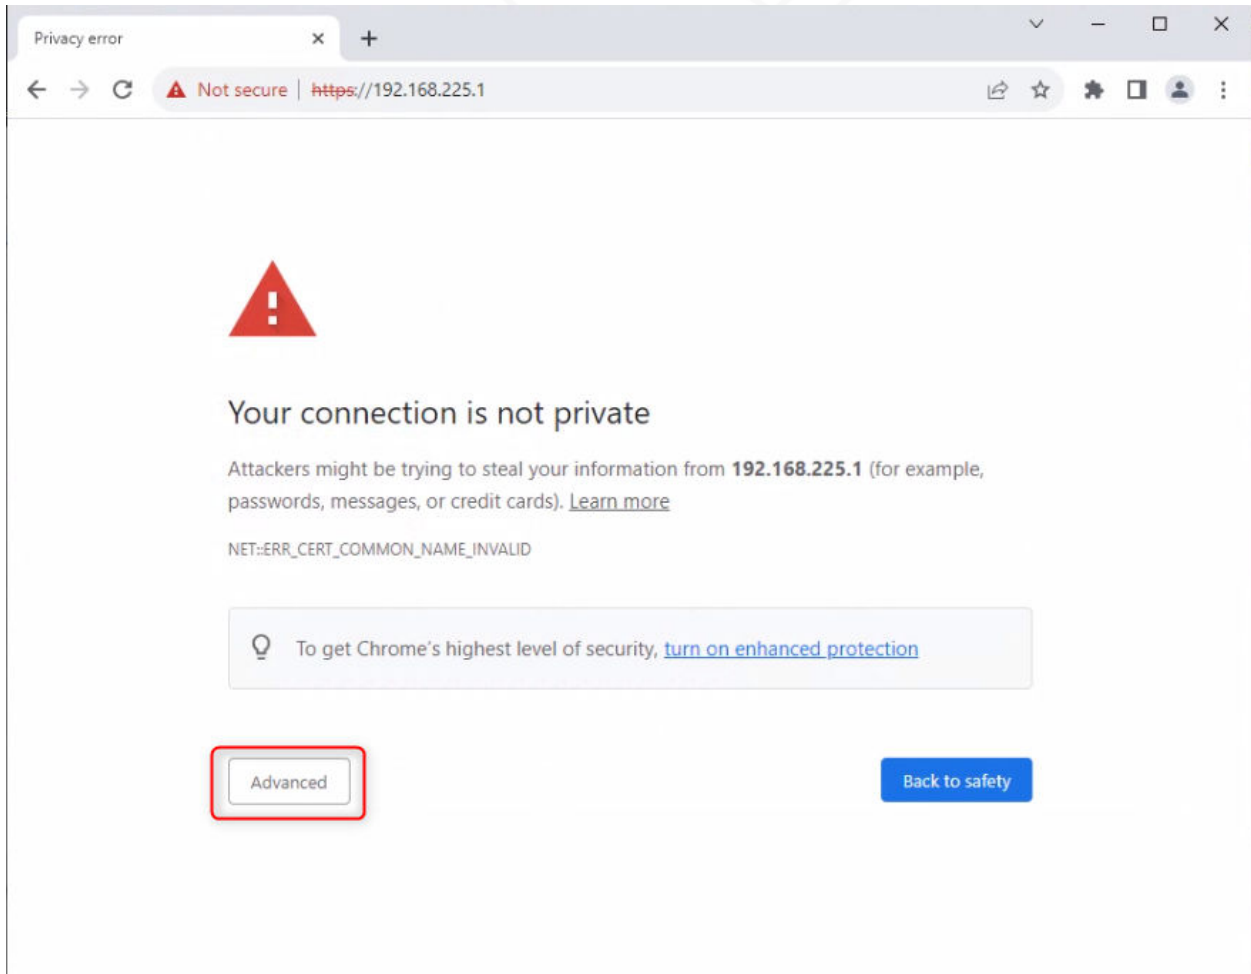 Privacy error
Not secure | https://192.168.225.1
Your connection is not private
Attackers might be trying to steal your information from 192.168.225.1 (for example,
passwords, messages, or credit cards). Learn more
NET::ERR_CERT_COMMON_NAME_INVALID
To get Chrome's highest level of security, turn on enhanced protection
Advanced
Back to safety